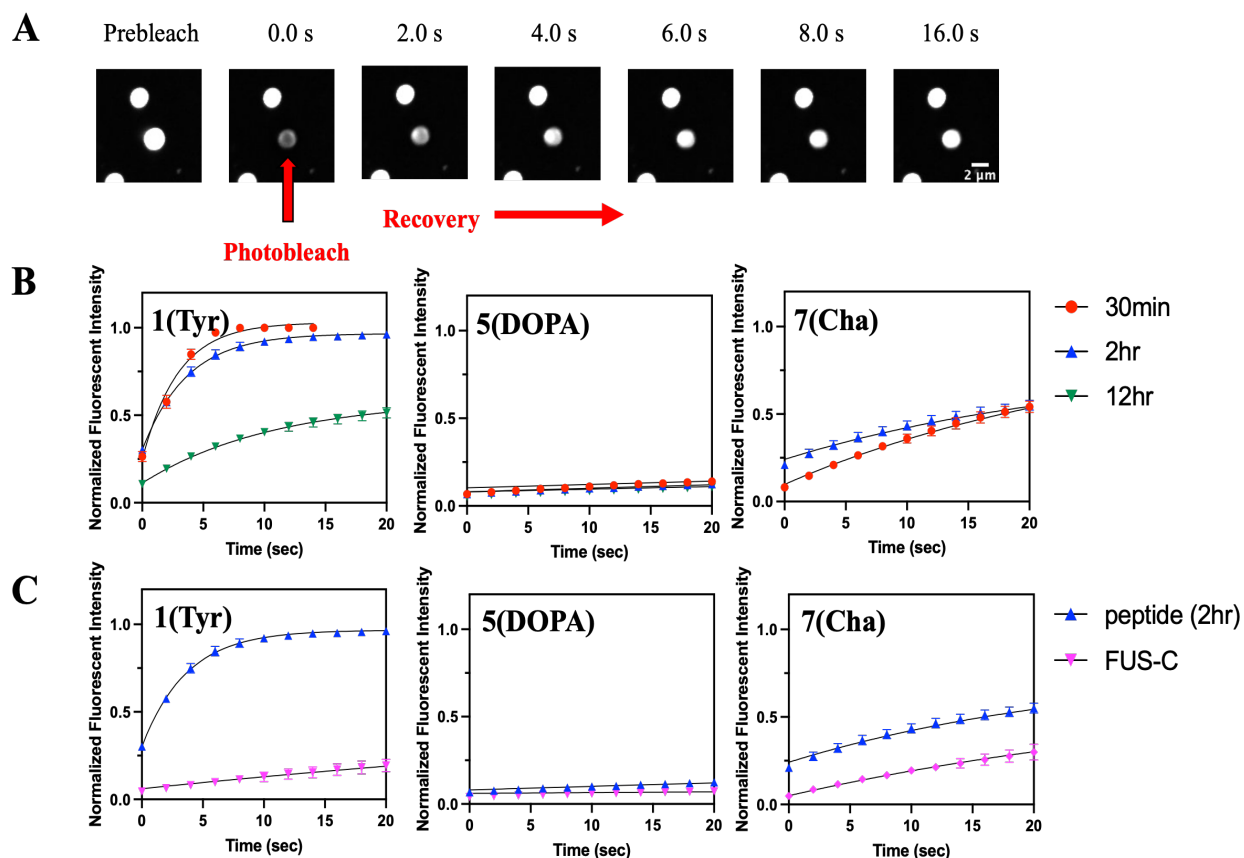 A
Prebleach 0.0 s 2.0 s 4.0 s 6.0 s 8.0 s 16.0 s
2 μm
Recovery
Photobleach
B
Normalized Fluorescent Intensity
1(Tyr)
1.0
0.5
0.0
0 5 10 15 20
Time (sec)
Normalized Fluorescent Intensity
5(DOPA)
1.0
0.5
0.0
0 5 10 15 20
Time (sec)
Normalized Fluorescent Intensity
7(Cha)
1.0
0.5
0.0
0 5 10 15 20
Time (sec)
30min
2hr
12hr
C
Normalized Fluorescent Intensity
1(Tyr)
1.0
0.5
0.0
0 5 10 15 20
Time (sec)
Normalized Fluorescent Intensity
5(DOPA)
1.0
0.5
0.0
0 5 10 15 20
Time (sec)
Normalized Fluorescent Intensity
7(Cha)
1.0
0.5
0.0
0 5 10 15 20
Time (sec)
peptide (2hr)
FUS-C